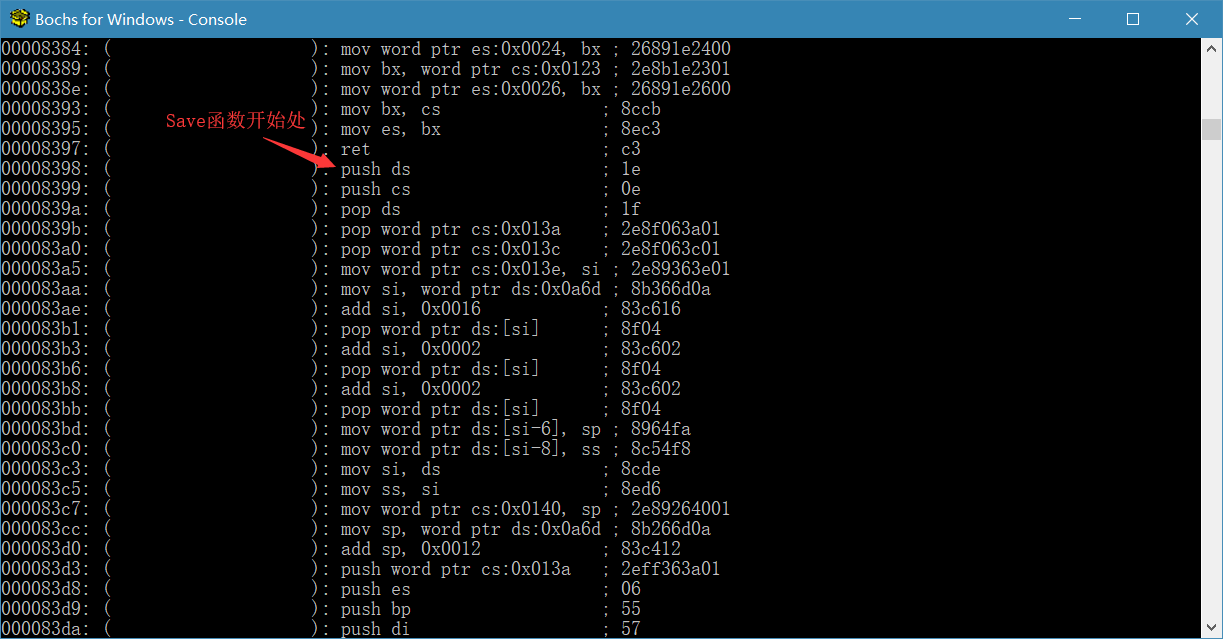 Bochs for Windows - Console
00008384: (                    ): mov word ptr es:0x0024, bx ; 26891e2400
00008389: (                    ): mov bx, word ptr cs:0x0123 ; 2e8b1e2301
0000838e: (                    ): mov word ptr es:0x0026, bx ; 26891e2600
00008393: (                    ): mov bx, cs                ; 8ccb
Save函数开始处
00008395: (                    ): mov es, bx                ; 8ec3
00008397: (                    ): ret                       ; c3
00008398: (                    ): push ds                   ; 1e
00008399: (                    ): push cs                   ; 0e
0000839a: (                    ): pop ds                    ; 1f
0000839b: (                    ): pop word ptr cs:0x013a    ; 2e8f063a01
000083a0: (                    ): pop word ptr cs:0x013c    ; 2e8f063c01
000083a5: (                    ): mov word ptr cs:0x013e, si ; 2e89363e01
000083aa: (                    ): mov si, word ptr ds:0x0a6d ; 8b366d0a
000083ae: (                    ): add si, 0x0016            ; 83c616
000083b1: (                    ): pop word ptr ds:[si]      ; 8f04
000083b3: (                    ): add si, 0x0002            ; 83c602
000083b6: (                    ): pop word ptr ds:[si]      ; 8f04
000083b8: (                    ): add si, 0x0002            ; 83c602
000083bb: (                    ): pop word ptr ds:[si]      ; 8f04
000083bd: (                    ): mov word ptr ds:[si-6], sp ; 8964fa
000083c0: (                    ): mov word ptr ds:[si-8], ss ; 8c54f8
000083c3: (                    ): mov si, ds                ; 8cde
000083c5: (                    ): mov ss, si                ; 8ed6
000083c7: (                    ): mov word ptr cs:0x0140, sp ; 2e89264001
000083cc: (                    ): mov sp, word ptr ds:0x0a6d ; 8b266d0a
000083d0: (                    ): add sp, 0x0012            ; 83c412
000083d3: (                    ): push word ptr cs:0x013a   ; 2eff363a01
000083d8: (                    ): push es                   ; 06
000083d9: (                    ): push bp                   ; 55
000083da: (                    ): push di                   ; 57